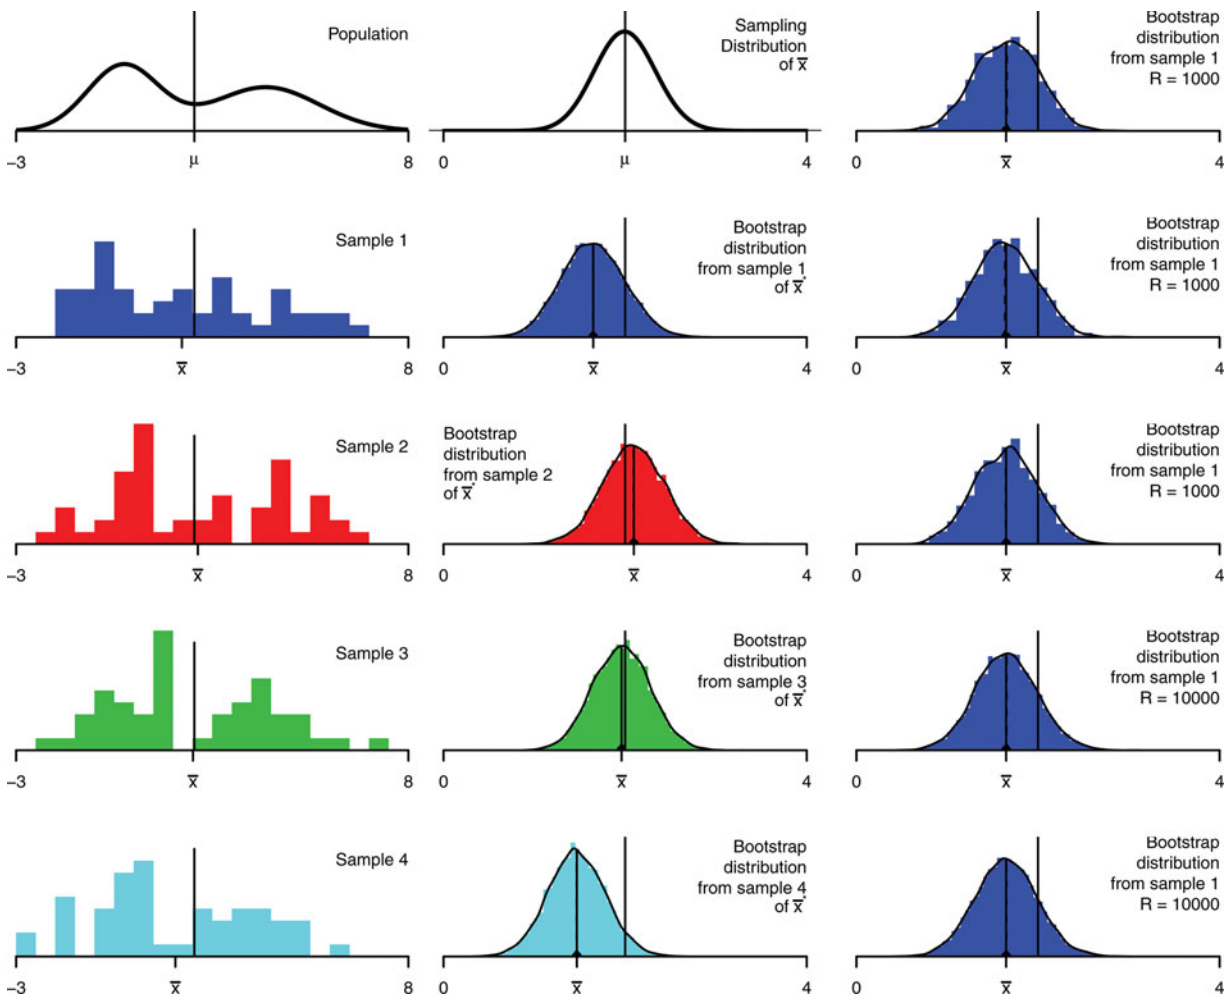 Population
-3
μ
8
Sampling
Distribution
of x̄
0
μ
4
Bootstrap
distribution
from sample 1
R = 1000
0
x̄
4
Sample 1
-3
x̄
8
Bootstrap
distribution
from sample 1
of x̄*
0
x̄
4
Bootstrap
distribution
from sample 1
R = 1000
0
x̄
4
Sample 2
-3
x̄
8
Bootstrap
distribution
from sample 2
of x̄*
0
x̄
4
Bootstrap
distribution
from sample 1
R = 1000
0
x̄
4
Sample 3
-3
x̄
8
Bootstrap
distribution
from sample 3
of x̄*
0
x̄
4
Bootstrap
distribution
from sample 1
R = 10000
0
x̄
4
Sample 4
-3
x̄
8
Bootstrap
distribution
from sample 4
of x̄*
0
x̄
4
Bootstrap
distribution
from sample 1
R = 10000
0
x̄
4